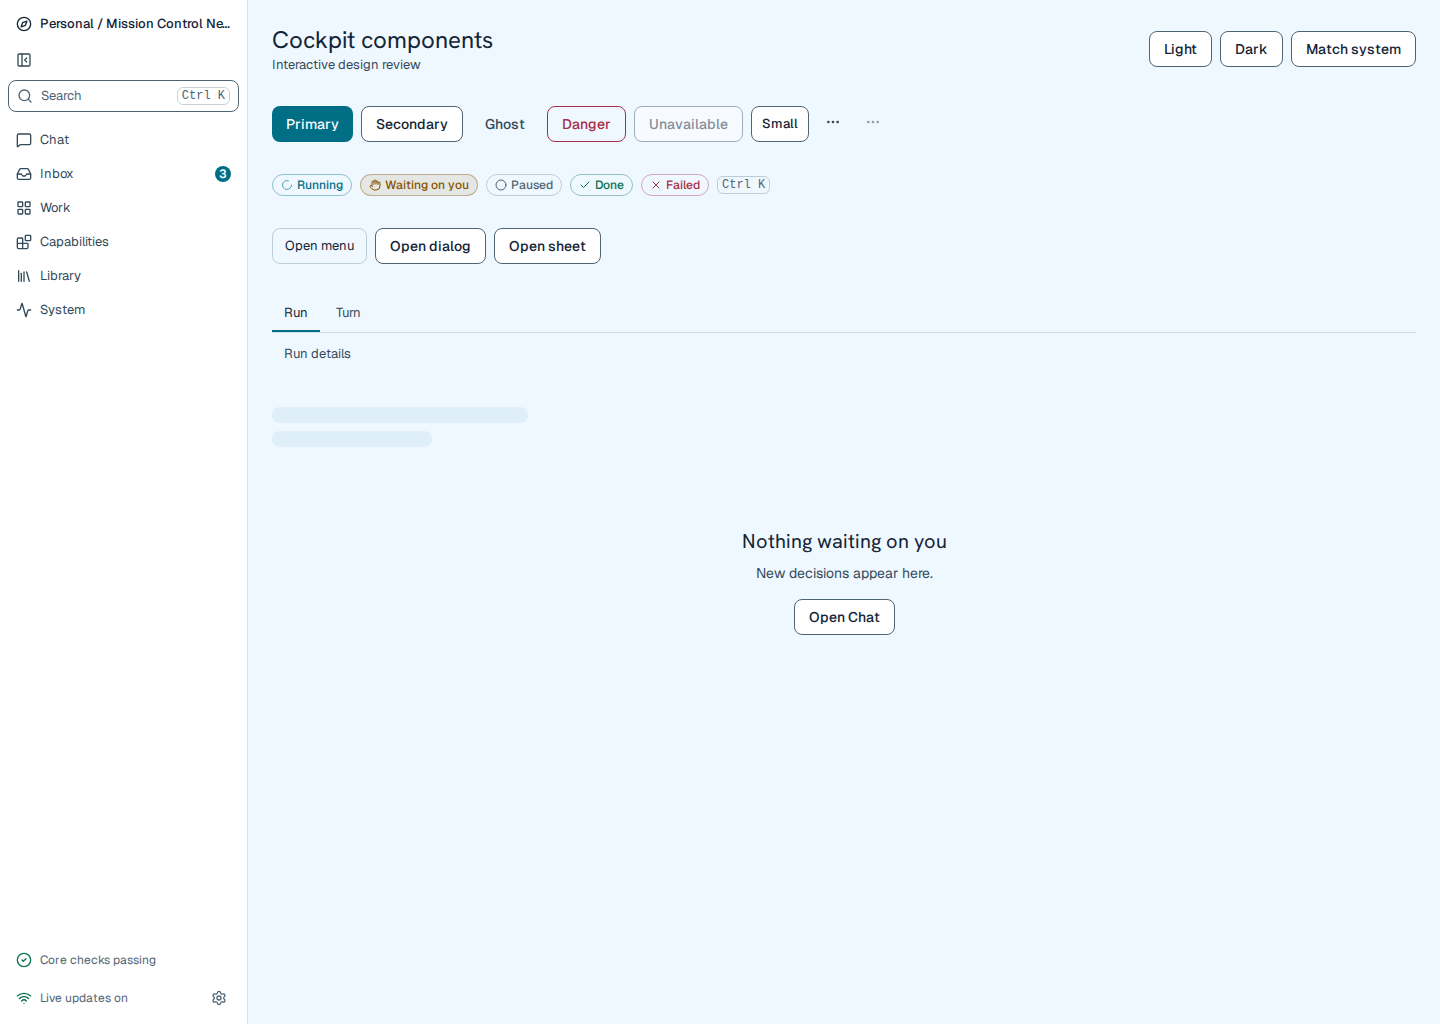 Personal / Mission Control Ne…
Search Ctrl K
Chat
Inbox 3
Work
Capabilities
Library
System
Core checks passing
Live updates on
Cockpit components
Interactive design review
Light Dark Match system
Primary Secondary Ghost Danger Unavailable Small
Running Waiting on you Paused Done Failed Ctrl K
Open menu Open dialog Open sheet
Run Turn
Run details
Nothing waiting on you
New decisions appear here.
Open Chat